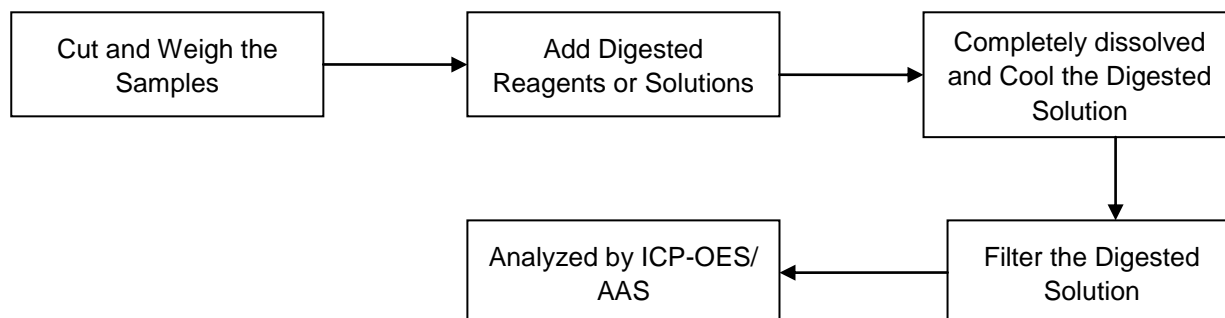 Cut and Weigh the
Samples
Add Digested
Reagents or Solutions
Completely dissolved
and Cool the Digested
Solution
Filter the Digested
Solution
Analyzed by ICP-OES/
AAS